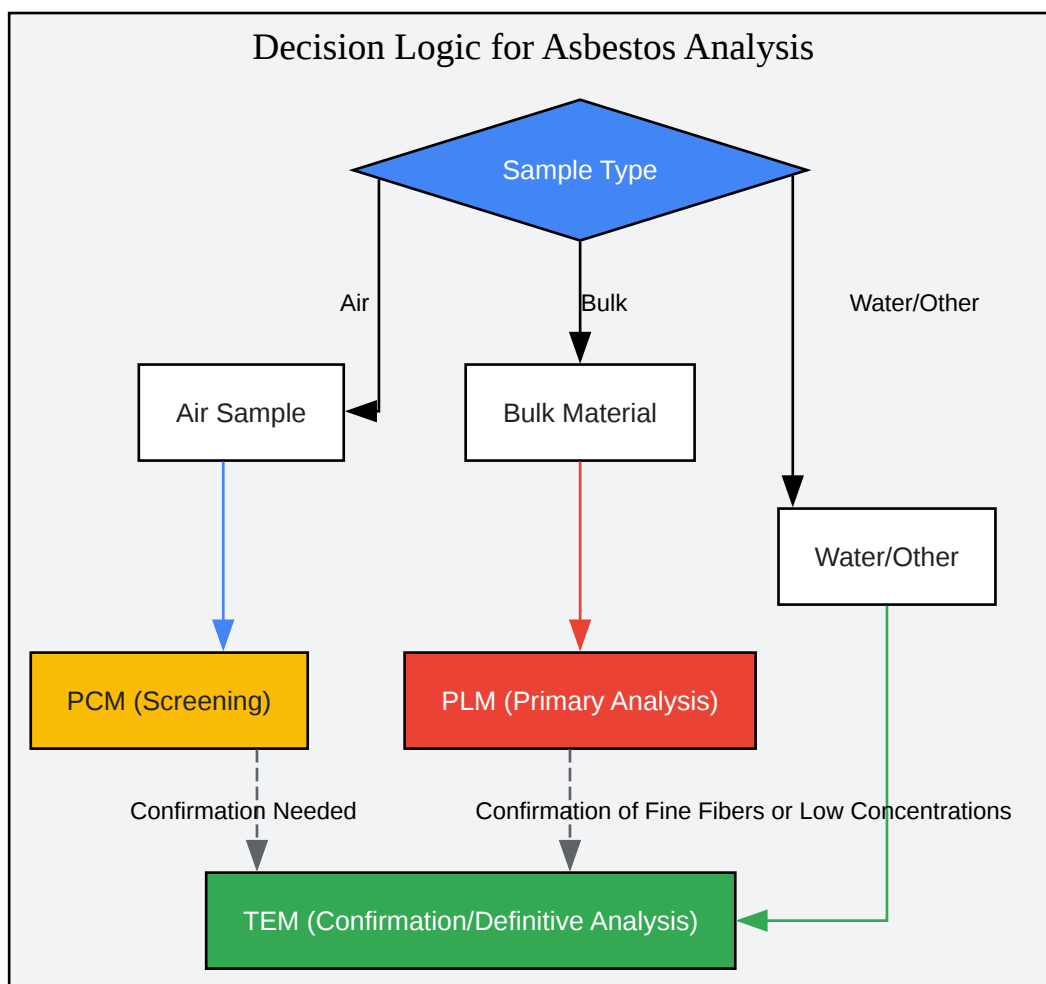 Decision Logic for Asbestos Analysis
Sample Type
Air
Bulk
Water/Other
Air Sample
Bulk Material
Water/Other
PCM (Screening)
PLM (Primary Analysis)
Confirmation Needed
Confirmation of Fine Fibers or Low Concentrations
TEM (Confirmation/Definitive Analysis)